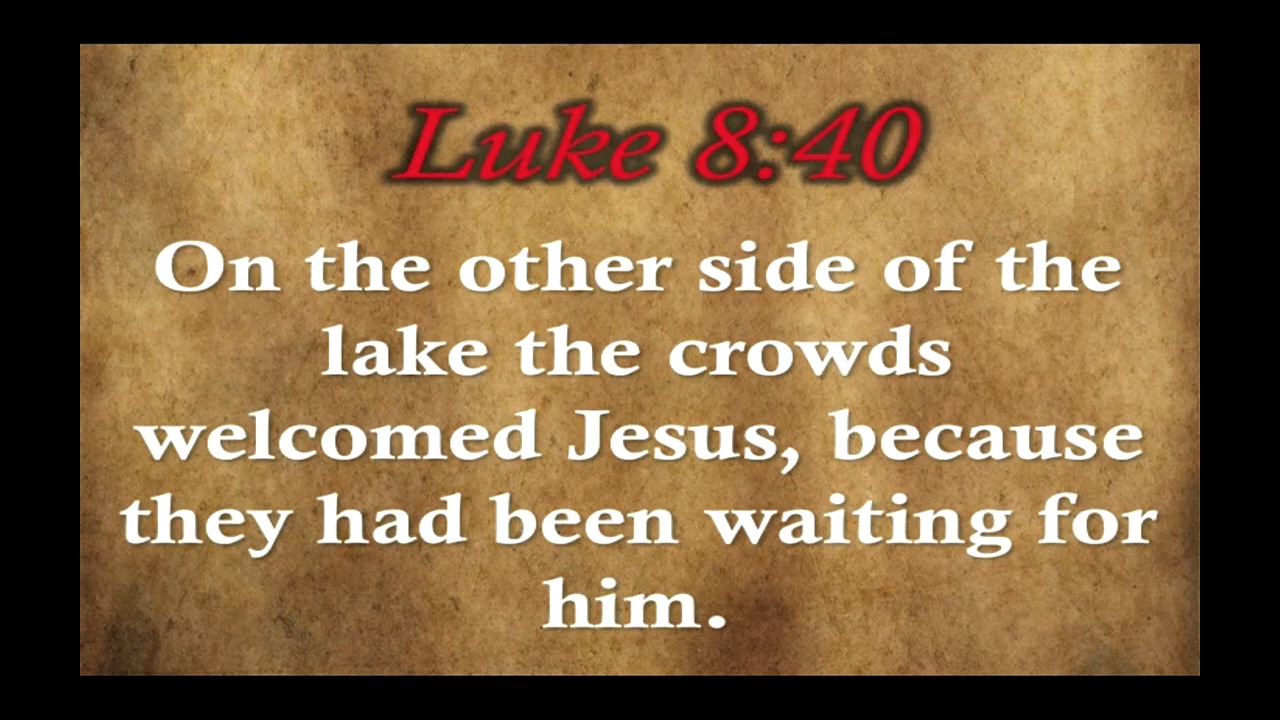 Luke 8:40
On the other side of the
lake the crowds
welcomed Jesus, because
they had been waiting for
him.